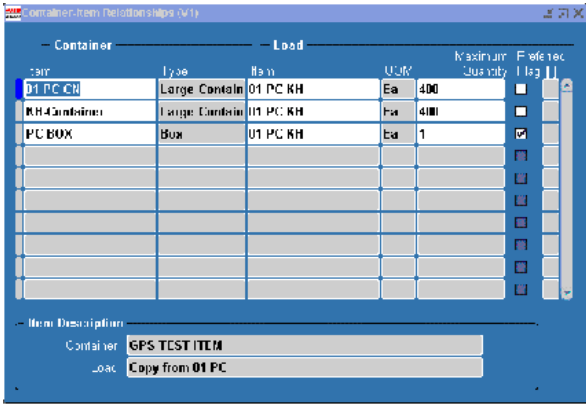 Container-Item Relationships (V1)
Container Load
Item Type Item UOM Maximum Quantity Preferred Flag [ ]
01 PC CN Large Contain 01 PC KH Ea 400
KH-Container Large Contain 01 PC KH Ea 400
PC BOX Box 01 PC KH Ea 1
Item Description
Container GPS TEST ITEM
Load Copy from 01 PC